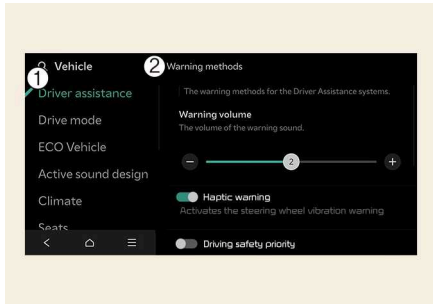 Vehicle
1
2
Warning methods
Driver assistance
Drive mode
ECO Vehicle
Active sound design
Climate
Seats
The warning methods for the Driver Assistance systems.
Warning volume
The volume of the warning sound.
2
Haptic warning
Activates the steering wheel vibration warning
Driving safety priority